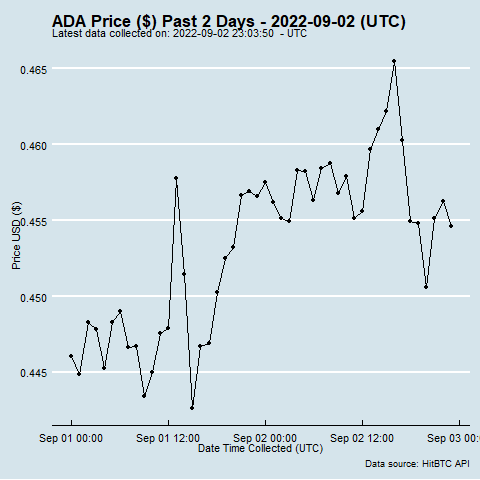 ADA Price ($) Past 2 Days - 2022-09-02 (UTC)
Latest data collected on: 2022-09-02 23:03:50 - UTC
0.465
0.460
0.455
0.450
0.445
Price USD ($)
Sep 01 00:00
Sep 01 12:00
Sep 02 00:00
Sep 02 12:00
Sep 03 00:0
Date Time Collected (UTC)
Data source: HitBTC API